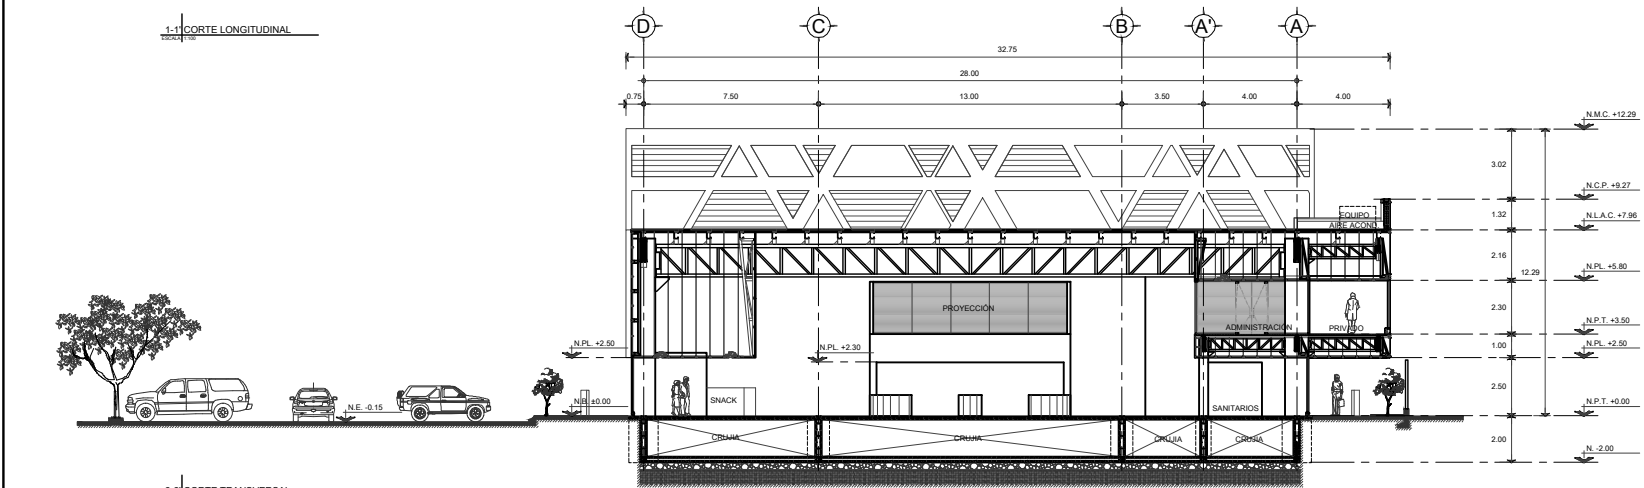 D C B A' A
1-1' CORTE LONGITUDINAL
ESCALA 1:100
32.75
28.00
0.75 7.50 13.00 3.50 4.00 4.00
N.M.C. +12.29
3.02
N.C.P. +9.27
EQUIPO
AIRE ACOND.
1.32
N.L.A.C. +7.96
2.16
12.29
N.PL. +5.80
PROYECCIÓN
2.30
ADMINISTRACIÓN
PRIVADO
N.P.T. +3.50
N.PL. +2.50
N.PL. +2.30
1.00
N.PL. +2.50
2.50
SNACK
SANITARIOS
N.E. -0.15
N.B. ±0.00
N.P.T. +0.00
CRUJIA CRUJIA CRUJIA CRUJIA
2.00
N. -2.00